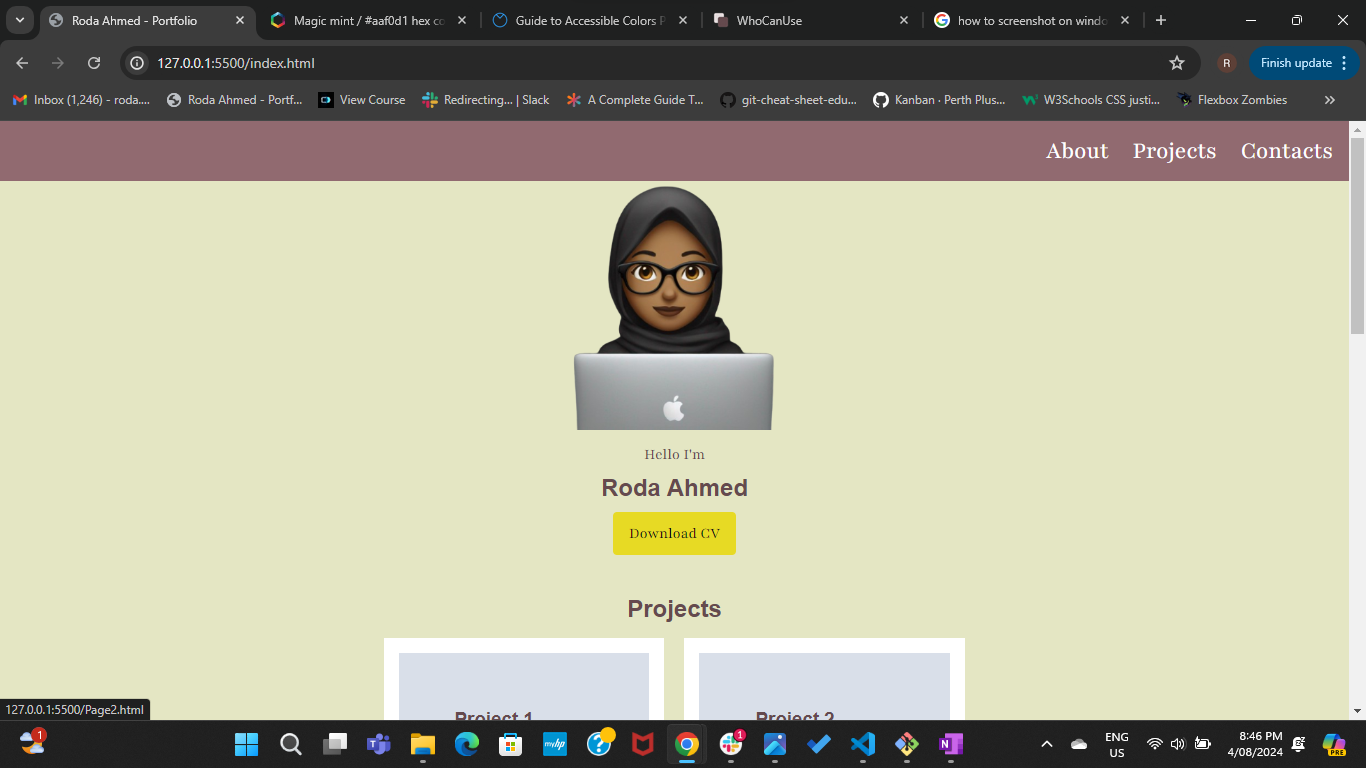 Roda Ahmed - Portfolio
Magic mint / #aaf0d1 hex co
Guide to Accessible Colors P
WhoCanUse
how to screenshot on windo
127.0.0.1:5500/index.html
R
Finish update
Inbox (1,246) - roda....
Roda Ahmed - Portf...
View Course
Redirecting... | Slack
A Complete Guide T...
git-cheat-sheet-edu...
Kanban · Perth Plus...
W3Schools CSS justi...
Flexbox Zombies
About
Projects
Contacts
Hello I'm
Roda Ahmed
Download CV
Projects
Project 1
Project 2
127.0.0.1:5500/Page2.html
1
myhp
1
ENG
US
8:46 PM
4/08/2024
PRE